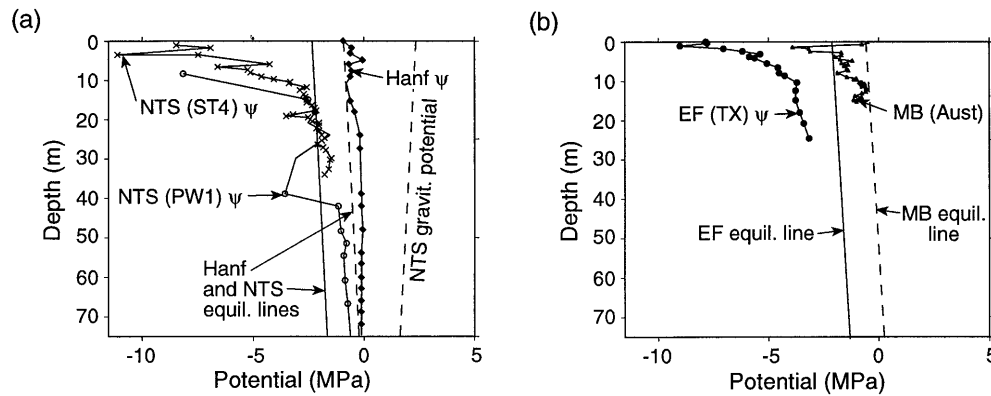 (a)
0
10
20
30
40
50
60
70
Depth (m)
-10
-5
0
5
Potential (MPa)
NTS (ST4) ψ
Hanf ψ
NTS (PW1) ψ
Hanf
and NTS
equil. lines
NTS gravit. potential
(b)
0
10
20
30
40
50
60
70
Depth (m)
-10
-5
0
5
Potential (MPa)
EF (TX) ψ
MB (Aust)
EF equil. line
MB equil.
line